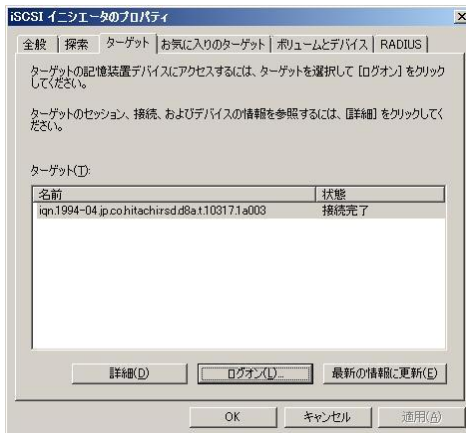 iSCSI イニシエータのプロパティ
全般 探索 ターゲット お気に入りのターゲット ボリュームとデバイス RADIUS
ターゲットの記憶装置デバイスにアクセスするには、ターゲットを選択して [ログオン] をクリック
してください。
ターゲットのセッション、接続、およびデバイスの情報を参照するには、[詳細] をクリックしてく
ださい。
ターゲット(T):
名前 状態
iqn.1994-04.jp.co.hitachi:rsd.d8a.t.10317.1a003 接続完了
詳細(D) ログオン(L)... 最新の情報に更新(E)
OK キャンセル 適用(A)